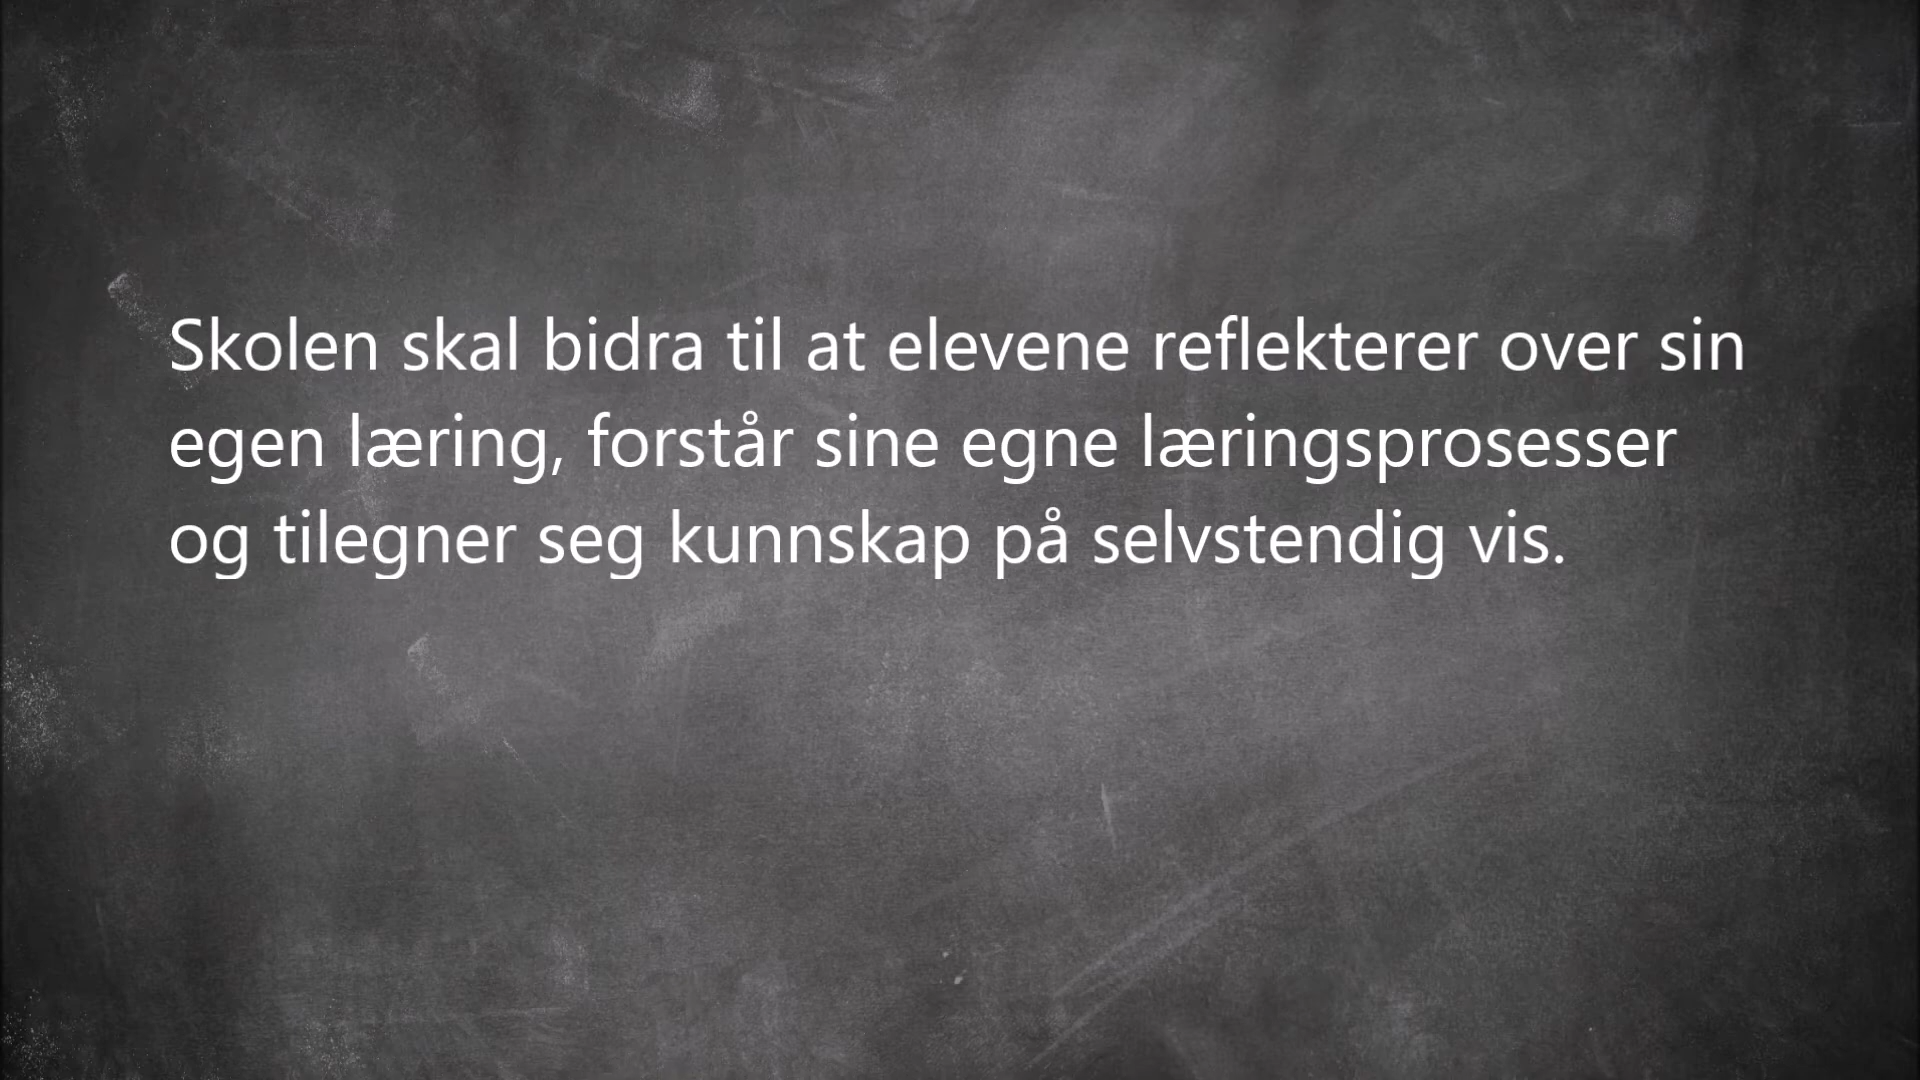 Skolen skal bidra til at elevene reflekterer over sin
egen læring, forstår sine egne læringsprosesser
og tilegner seg kunnskap på selvstendig vis.